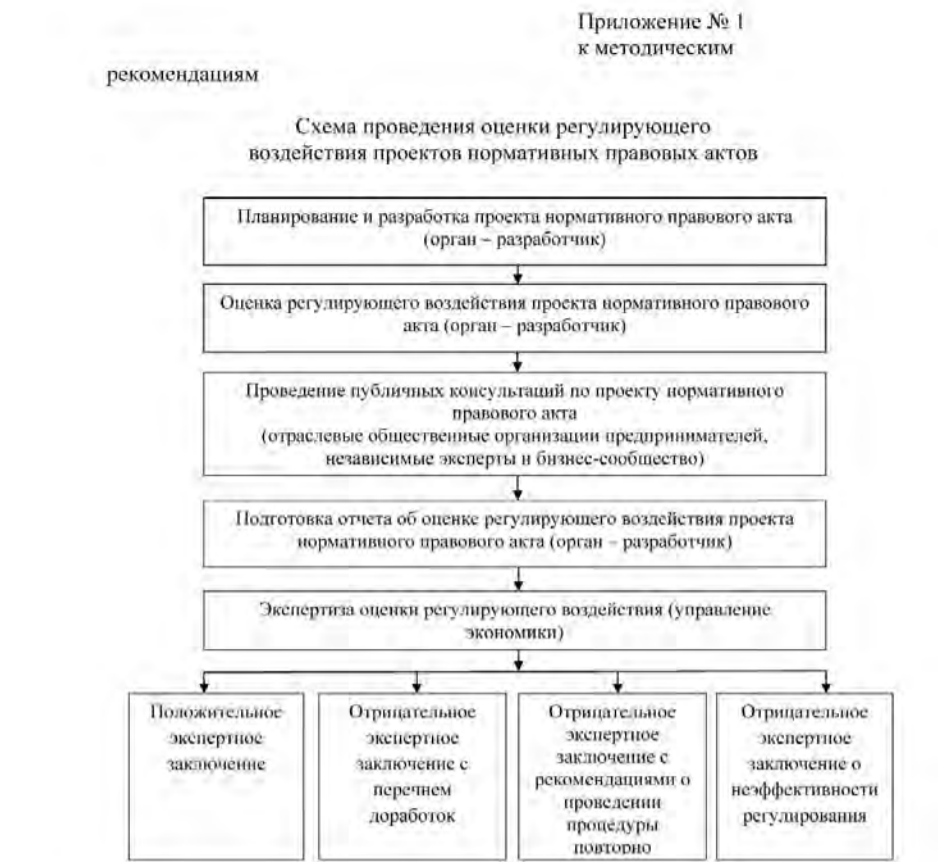 Приложение № 1
к методическим
рекомендациям
Схема проведения оценки регулирующего
воздействия проектов нормативных правовых актов
Планирование и разработка проекта нормативного правового акта
(орган – разработчик)
Оценка регулирующего воздействия проекта нормативного правового
акта (орган – разработчик)
Проведение публичных консультаций по проекту нормативного
правового акта
(отраслевые общественные организации предпринимателей,
независимые эксперты и бизнес-сообщество)
Подготовка отчета об оценке регулирующего воздействия проекта
нормативного правового акта (орган – разработчик)
Экспертиза оценки регулирующего воздействия (управление
экономики)
Положительное
экспертное
заключение
Отрицательное
экспертное
заключение с
перечнем
доработок
Отрицательное
экспертное
заключение с
рекомендациями о
проведении
процедуры
повторно
Отрицательное
экспертное
заключение о
неэффективности
регулирования